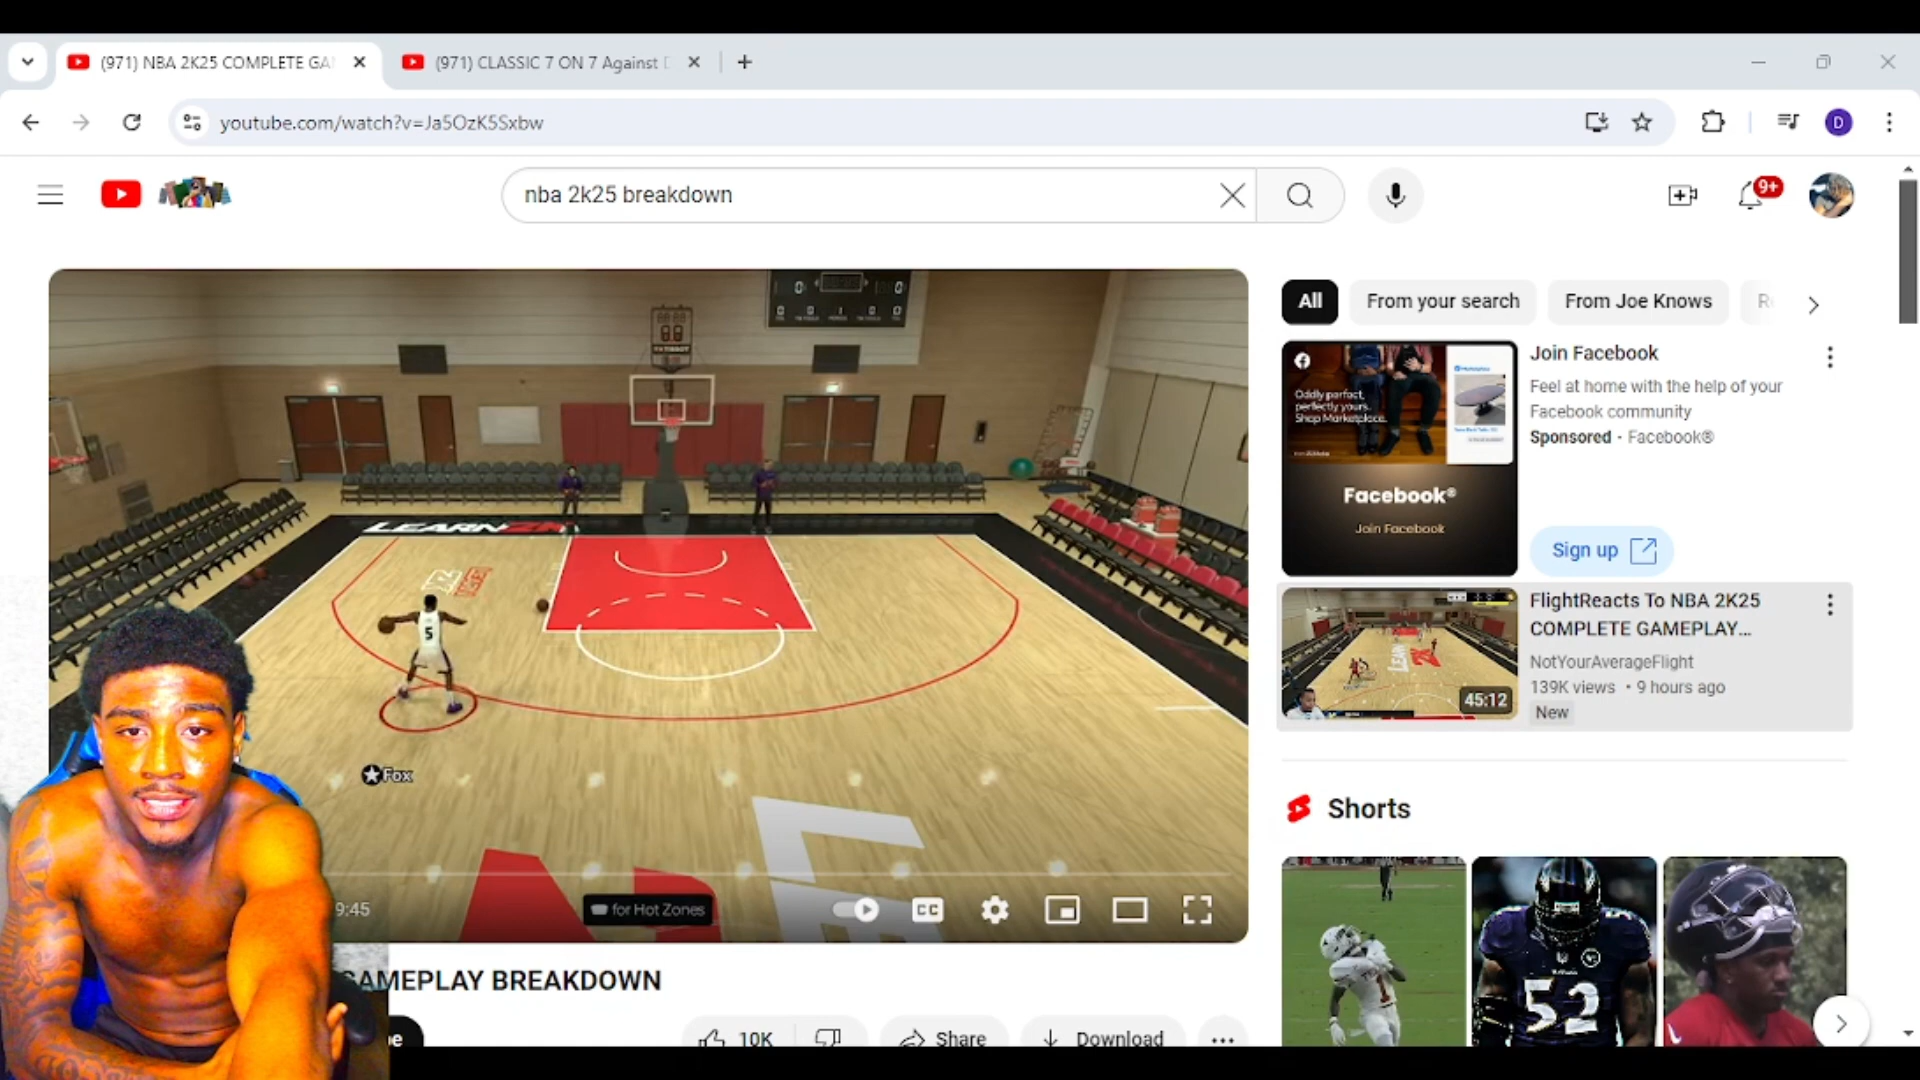 (971) NBA 2K25 COMPLETE GA
(971) CLASSIC 7 ON 7 Against
youtube.com/watch?v=Ja5OzK5Sxbw
D
nba 2k25 breakdown
9+
All
From your search
From Joe Knows
LEARN2K
5
Fox
9:45
for Hot Zones
CC
GAMEPLAY BREAKDOWN
10K
Share
Download
Oddly perfect,
perfectly yours.
Shop Marketplace.
Facebook®
Join Facebook
Join Facebook
Feel at home with the help of your
Facebook community
Sponsored · Facebook®
Sign up
45:12
FlightReacts To NBA 2K25
COMPLETE GAMEPLAY...
NotYourAverageFlight
139K views • 9 hours ago
New
Shorts
1
52